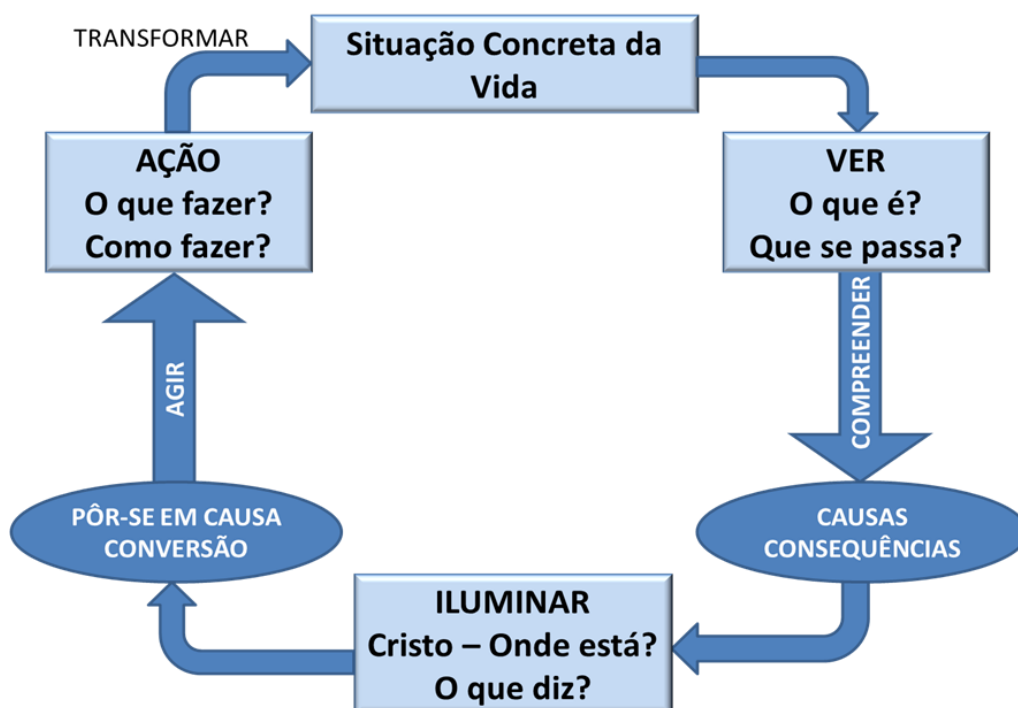 TRANSFORMAR
Situação Concreta da
Vida
VER
O que é?
Que se passa?
COMPREENDER
CAUSAS
CONSEQUÊNCIAS
ILUMINAR
Cristo – Onde está?
O que diz?
PÔR-SE EM CAUSA
CONVERSÃO
AGIR
AÇÃO
O que fazer?
Como fazer?